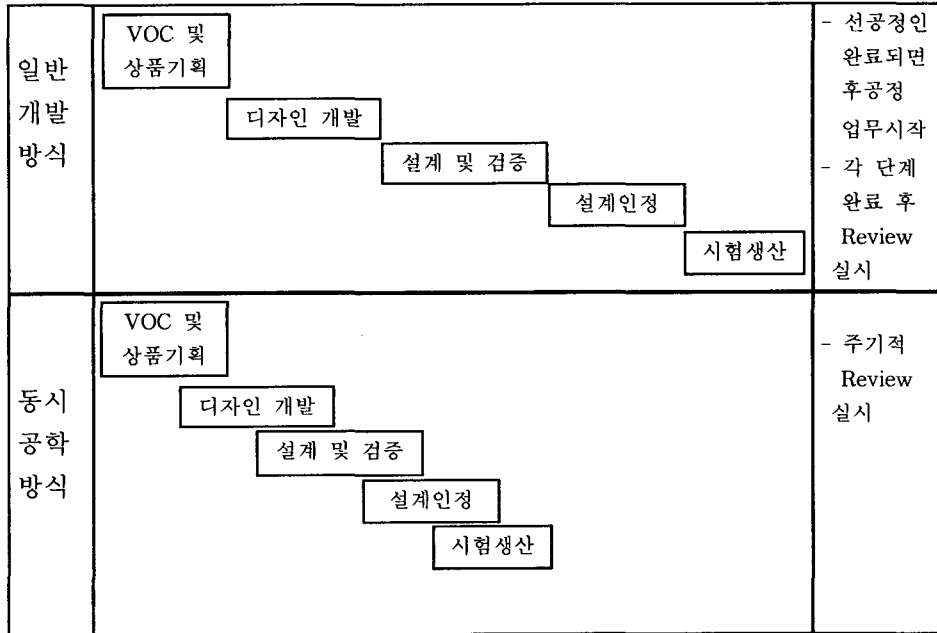 일반
개발
방식
VOC 및
상품기획
디자인 개발
설계 및 검증
설계인정
시험생산
- 선공정인
완료되면
후공정
업무시작
- 각 단계
완료 후
Review
실시
동시
공학
방식
VOC 및
상품기획
디자인 개발
설계 및 검증
설계인정
시험생산
- 주기적
Review
실시